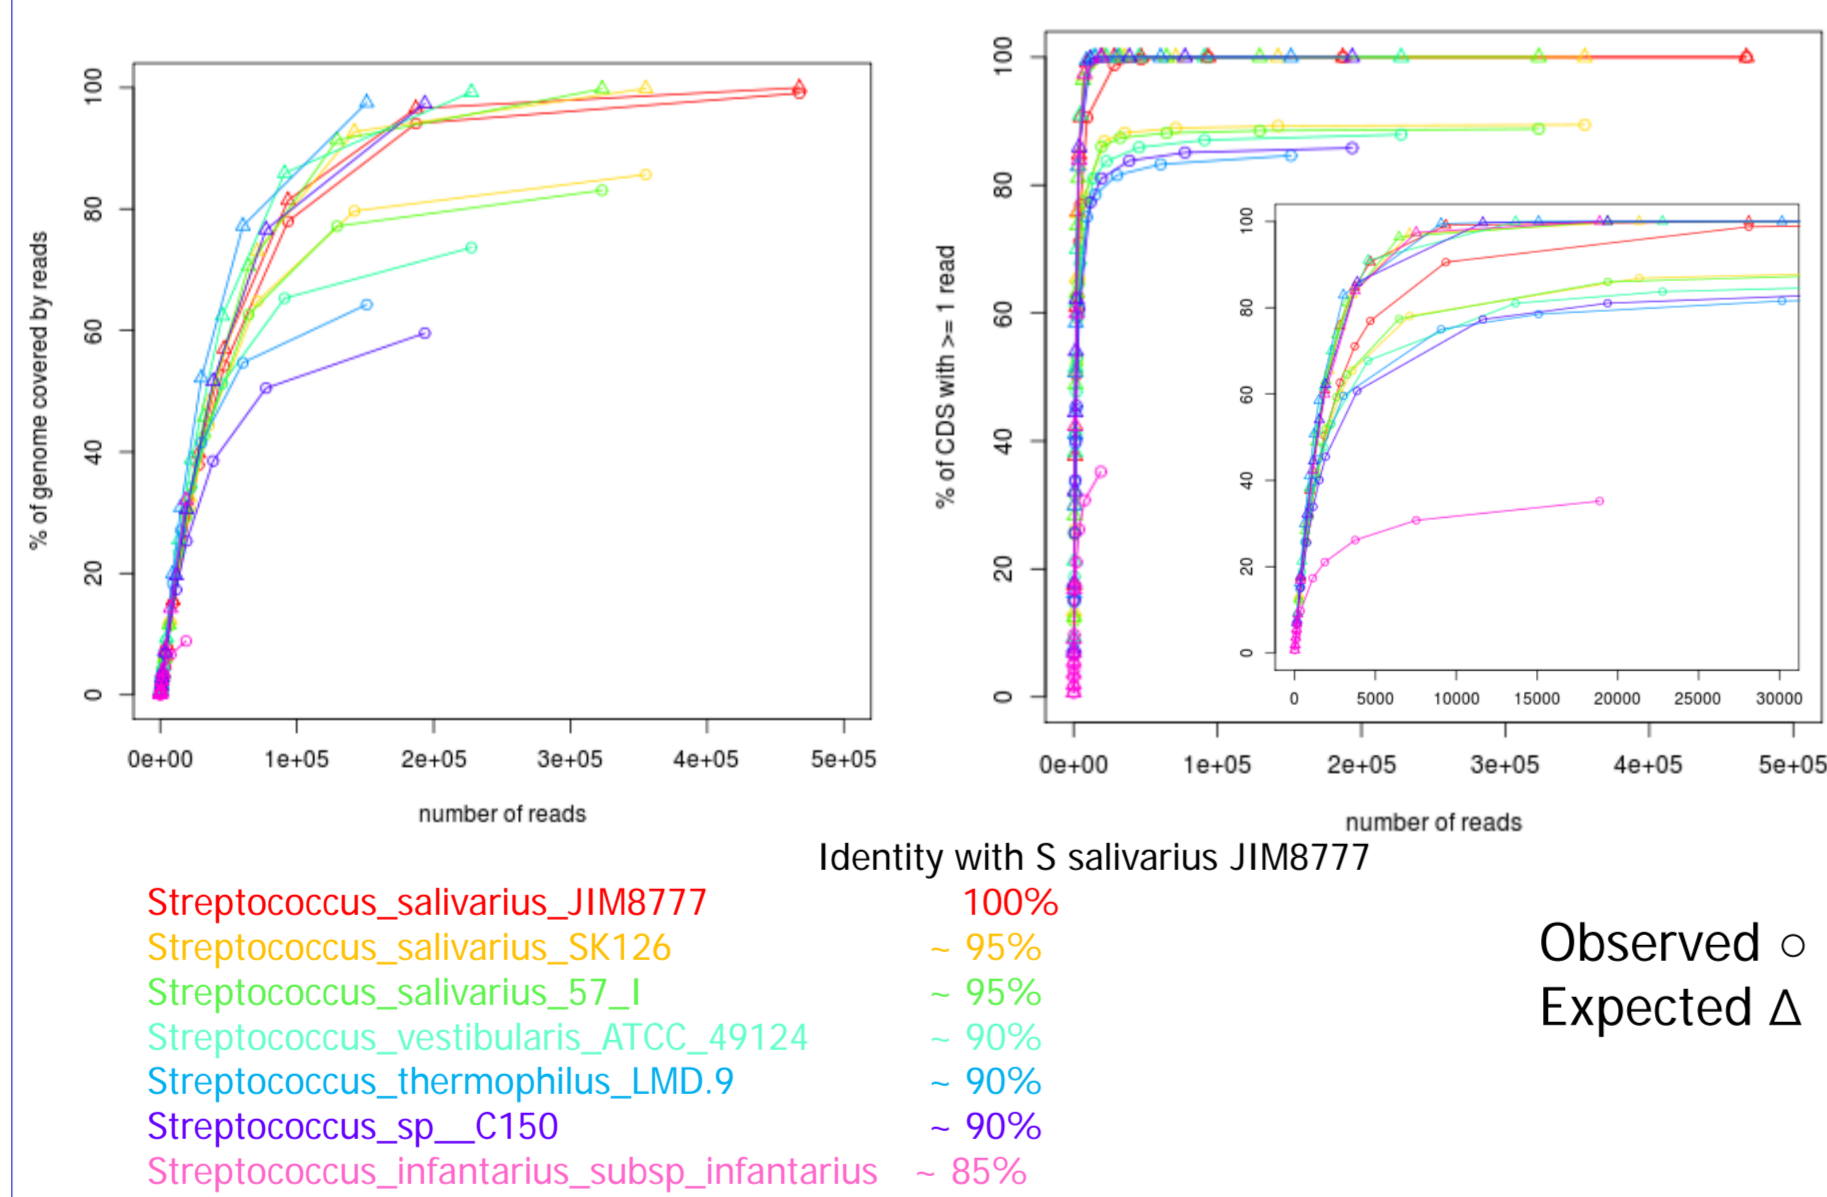 % of genome covered by reads
100
80
60
40
20
0
0e+00 1e+05 2e+05 3e+05 4e+05 5e+05
number of reads
% of CDS with >= 1 read
100
80
60
40
20
0
100
80
60
40
20
0
0 5000 10000 15000 20000 25000 30000
0e+00 1e+05 2e+05 3e+05 4e+05 5e+05
number of reads
Identity with S salivarius JIM8777
Streptococcus_salivarius_JIM8777 100%
Streptococcus_salivarius_SK126 ~ 95%
Streptococcus_salivarius_57_I ~ 95%
Streptococcus_vestibularis_ATCC_49124 ~ 90%
Streptococcus_thermophilus_LMD.9 ~ 90%
Streptococcus_sp__C150 ~ 90%
Streptococcus_infantarius_subsp_infantarius ~ 85%
Observed ○
Expected Δ